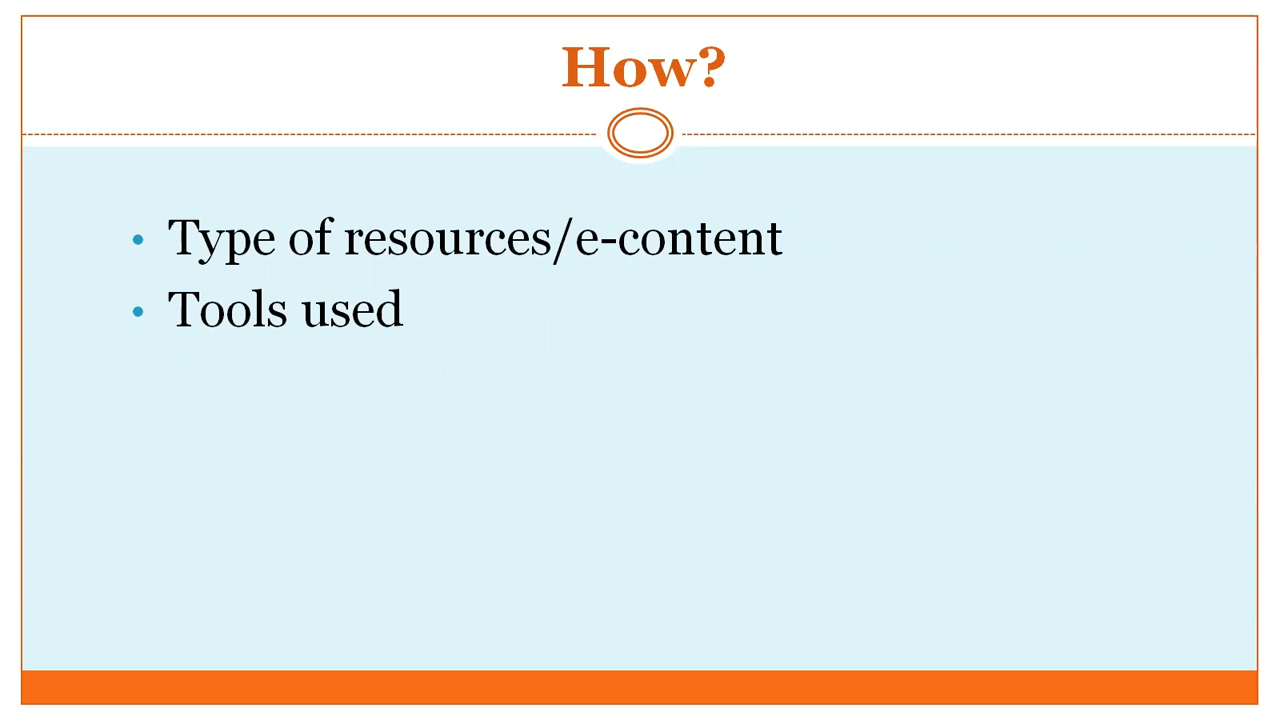 How?
• Type of resources/e-content
• Tools used